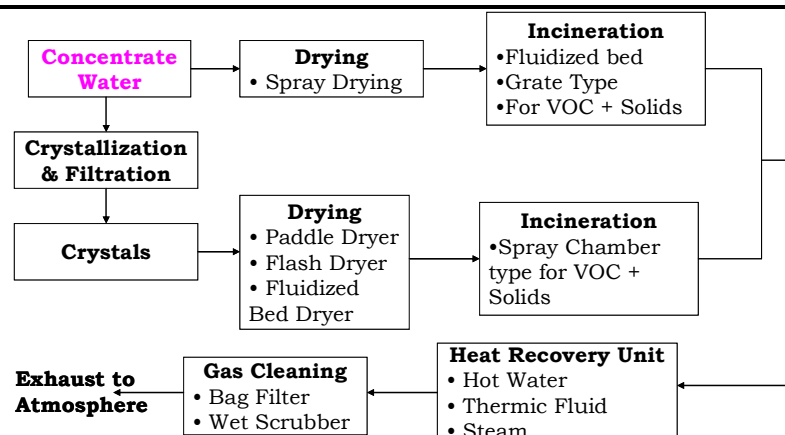 Concentrate
Water
Drying
• Spray Drying
Incineration
•Fluidized bed
•Grate Type
•For VOC + Solids
Crystallization
& Filtration
Crystals
Drying
• Paddle Dryer
• Flash Dryer
• Fluidized
Bed Dryer
Incineration
•Spray Chamber
type for VOC +
Solids
Exhaust to
Atmosphere
Gas Cleaning
• Bag Filter
• Wet Scrubber
Heat Recovery Unit
• Hot Water
• Thermic Fluid
• Steam